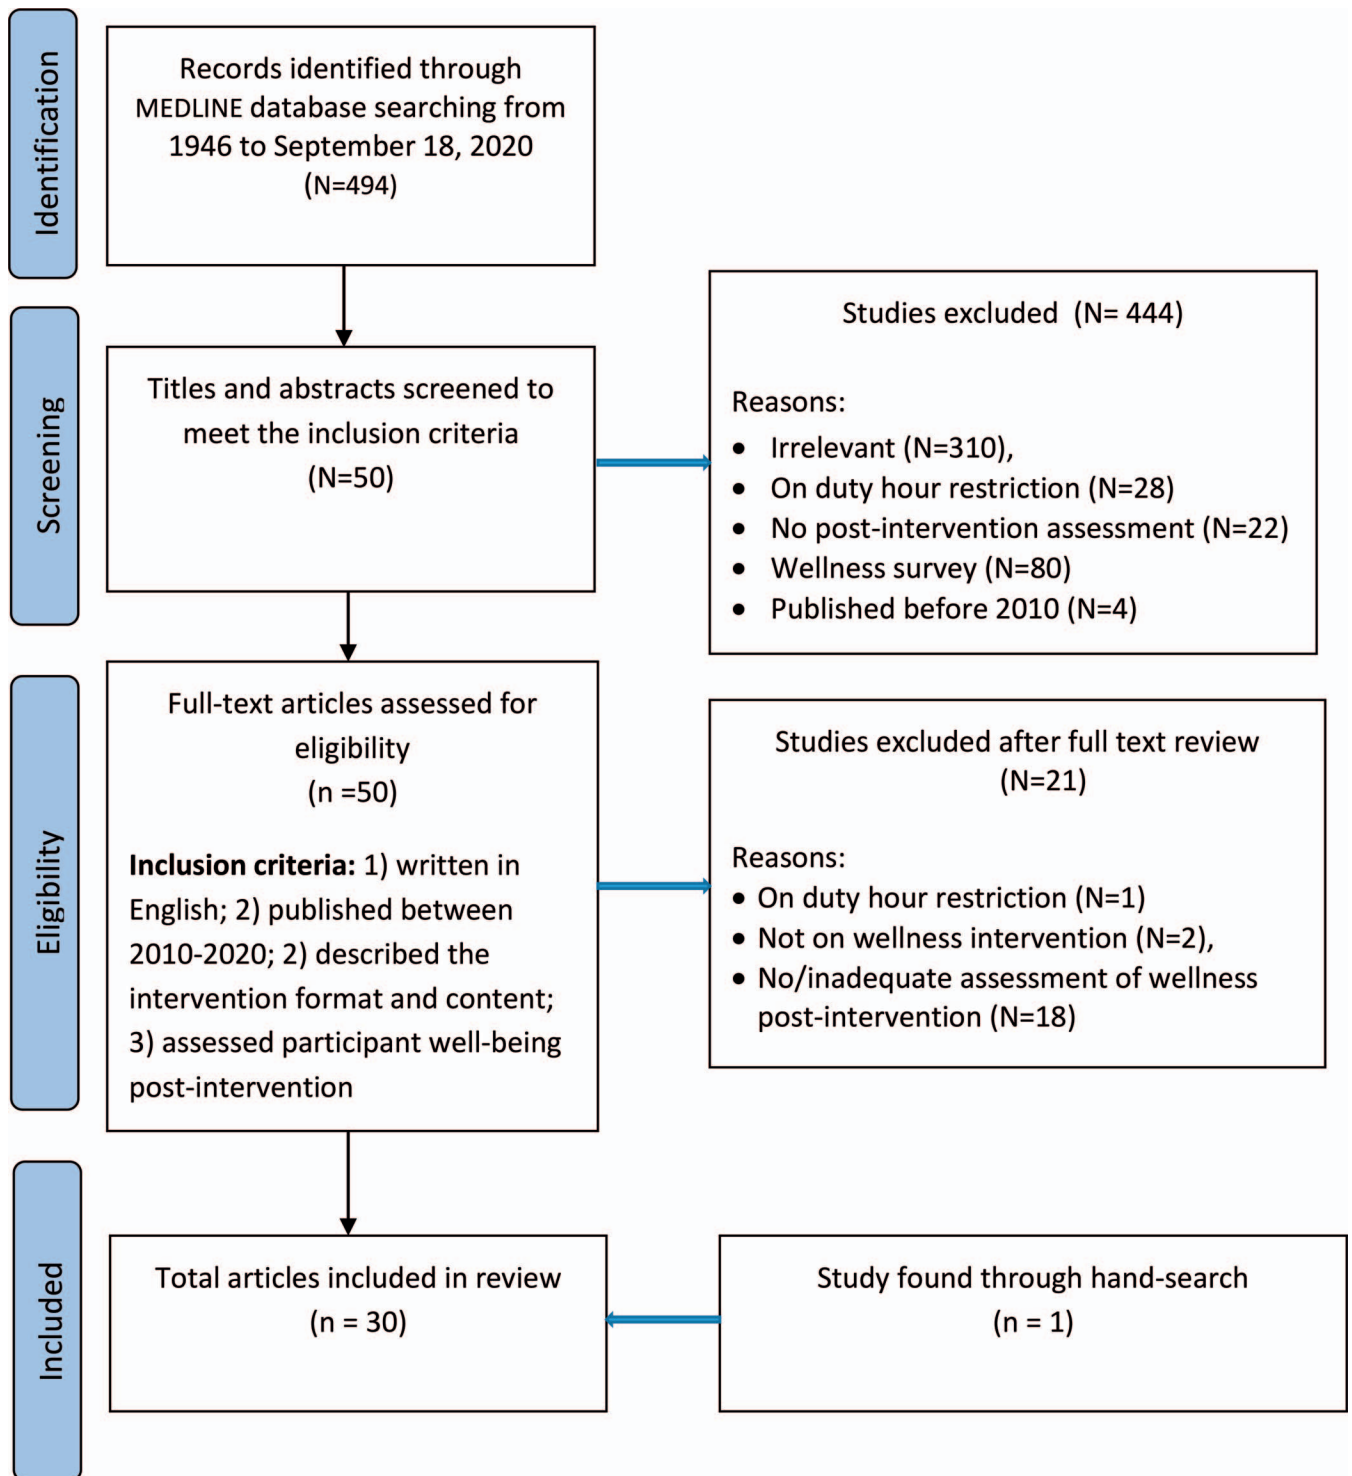 Identification
Records identified through
MEDLINE database searching from
1946 to September 18, 2020
(N=494)
Screening
Titles and abstracts screened to
meet the inclusion criteria
(N=50)
Studies excluded (N= 444)
Reasons:
• Irrelevant (N=310),
• On duty hour restriction (N=28)
• No post-intervention assessment (N=22)
• Wellness survey (N=80)
• Published before 2010 (N=4)
Eligibility
Full-text articles assessed for
eligibility
(n =50)
Inclusion criteria: 1) written in
English; 2) published between
2010-2020; 2) described the
intervention format and content;
3) assessed participant well-being
post-intervention
Studies excluded after full text review
(N=21)
Reasons:
• On duty hour restriction (N=1)
• Not on wellness intervention (N=2),
• No/inadequate assessment of wellness
post-intervention (N=18)
Included
Total articles included in review
(n = 30)
Study found through hand-search
(n = 1)